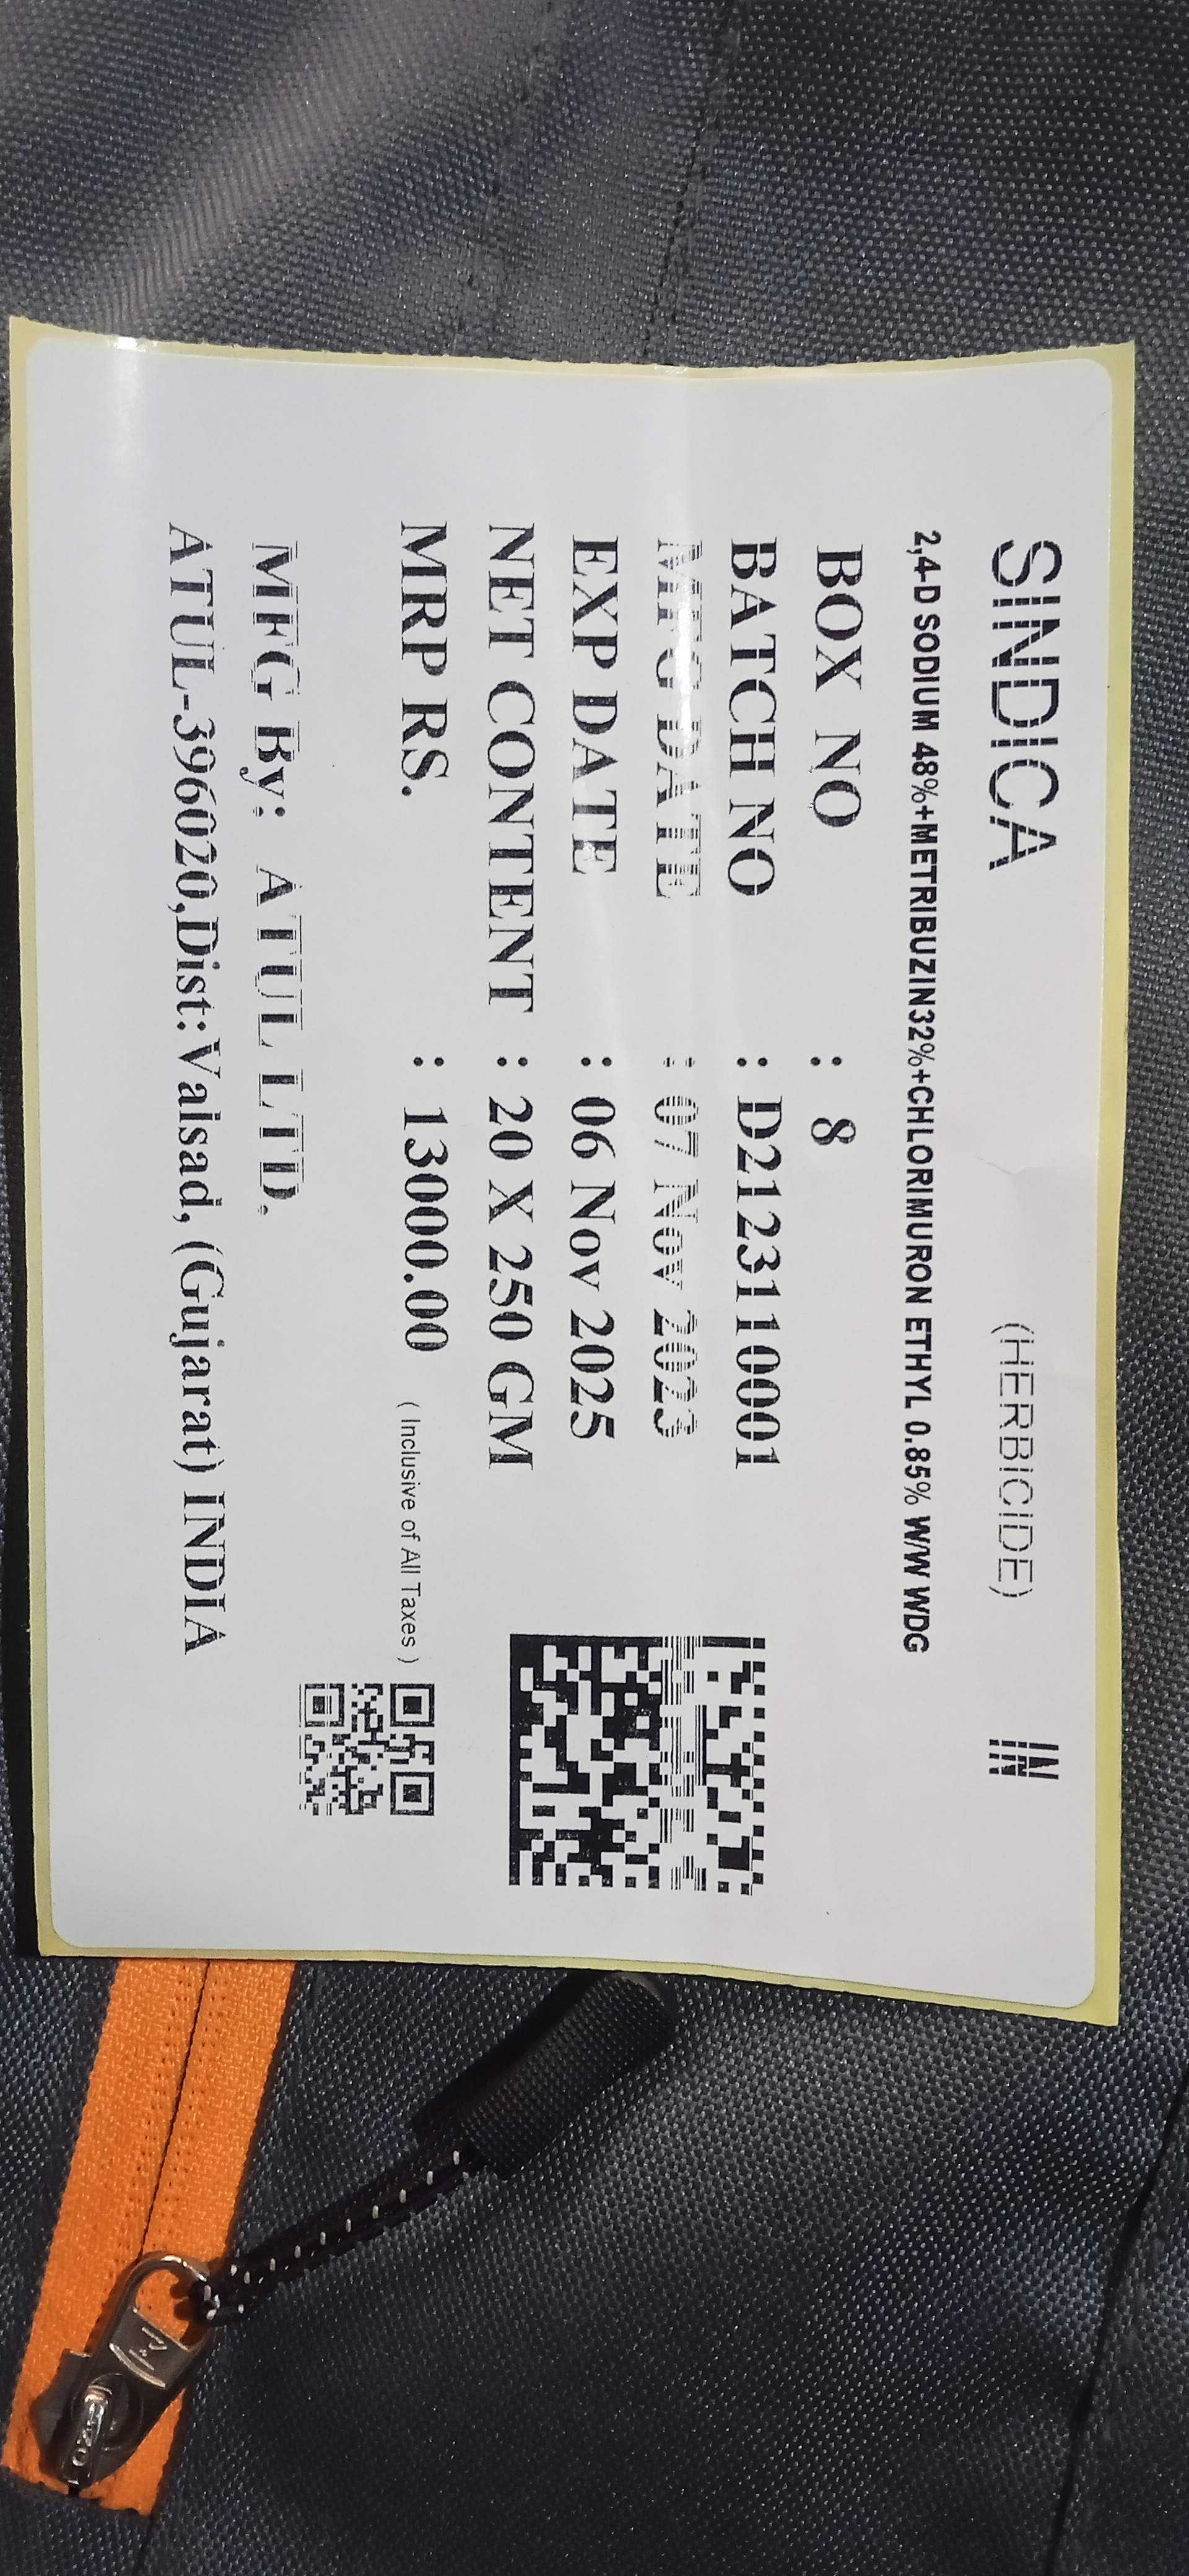 SINDICA (HERBICIDE) IN
2,4-D SODIUM 48%+METRIBUZIN32%+CHLORIMURON ETHYL 0.85% W/W WDG
BOX NO : 8
BATCH NO : D2123110001
MFG DATE : 07 Nov 2023
EXP DATE : 06 Nov 2025
NET CONTENT : 20 X 250 GM
MRP RS. : 13000.00 ( Inclusive of All Taxes )
MFG By: ATUL LTD.
ATUL-396020,Dist:Valsad, (Gujarat) INDIA